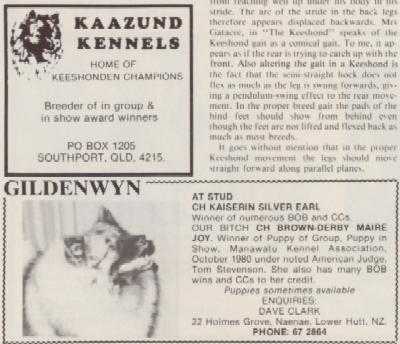 KAAZUND
KENNELS
HOME OF
KEESHONDEN CHAMPIONS
Breeder of in group &
in show award winners
PO BOX 1205
SOUTHPORT, QLD, 4215.
from reaching well up under his body in his
stride. The arc of the stride in the back legs
therefore appears displaced backwards. Mrs
Gatacre, in "The Keeshond" speaks of the
Keeshond gait as a comical gait. To me, it ap-
pears as if the rear is trying to catch up with the
front. Also altering the gait in a Keeshond is
the fact that the semi-straight hock does not
flex as much as the leg is swung forwards, giv-
ing a pendulum-swing effect to the rear move-
ment. In the proper breed gait the pads of the
hind feet should show from behind even
though the feet are not lifted and flexed back as
much as most breeds.
It goes without mention that in the proper
Keeshond movement the legs should move
straight forward along parallel planes.
GILDENWYN
AT STUD
CH KAISERIN SILVER EARL
Winner of numerous BOB and CCs.
OUR BITCH CH BROWN-DERBY MAIRE
JOY. Winner of Puppy of Group, Puppy in
Show, Manawatu Kennel Association,
October 1980 under noted American Judge,
Tom Stevenson. She also has many BOB
wins and CCs to her credit.
Puppies sometimes available
ENQUIRIES:
DAVE CLARK
22 Holmes Grove, Naenae, Lower Hutt, NZ.
PHONE: 67 2864